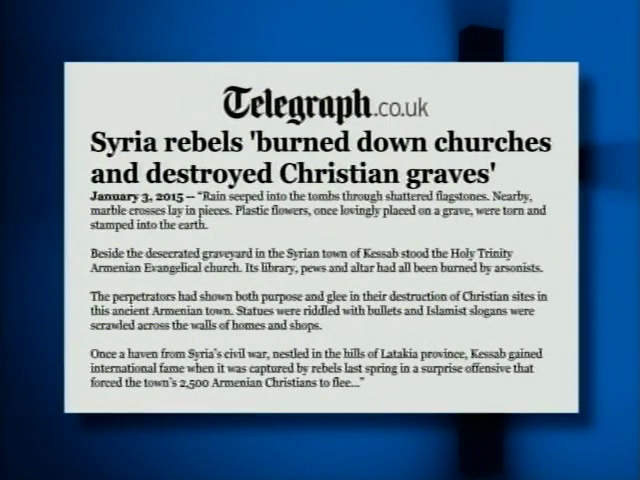 Telegraph.co.uk
Syria rebels 'burned down churches
and destroyed Christian graves'
January 3, 2015 — "Rain seeped into the tombs through shattered flagstones. Nearby,
marble crosses lay in pieces. Plastic flowers, once lovingly placed on a grave, were torn and
stamped into the earth.
Beside the desecrated graveyard in the Syrian town of Kessab stood the Holy Trinity
Armenian Evangelical church. Its library, pews and altar had all been burned by arsonists.
The perpetrators had shown both purpose and glee in their destruction of Christian sites in
this ancient Armenian town. Statues were riddled with bullets and Islamist slogans were
scrawled across the walls of homes and shops.
Once a haven from Syria's civil war, nestled in the hills of Latakia province, Kessab gained
international fame when it was captured by rebels last spring in a surprise offensive that
forced the town's 2,500 Armenian Christians to flee..."